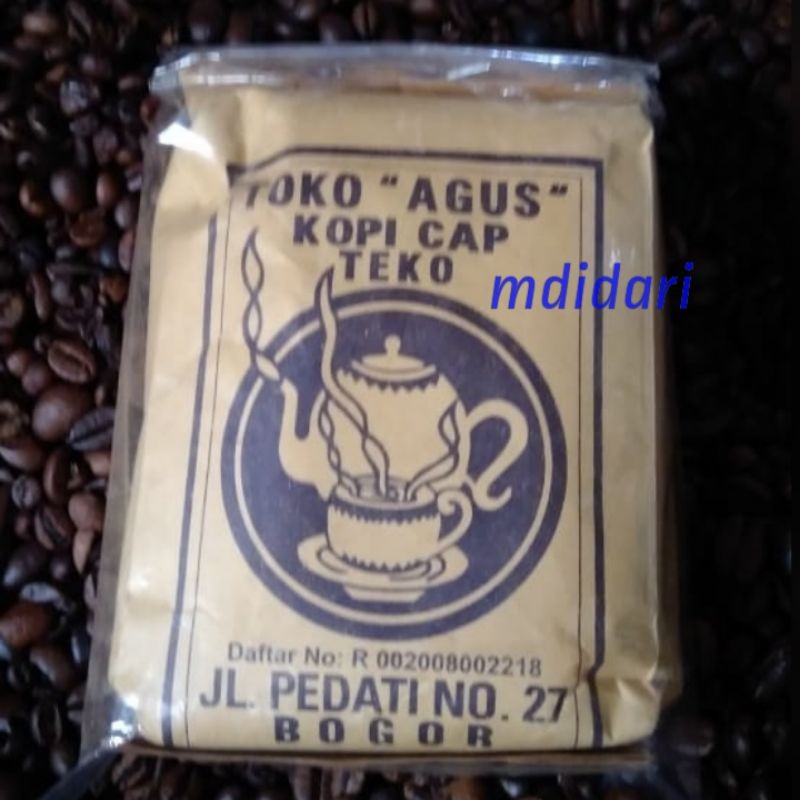 TOKO "AGUS"
KOPI CAP
TEKO
mdidari
Daftar No: R 002008002218
JL. PEDATI NO. 27
BOGOR